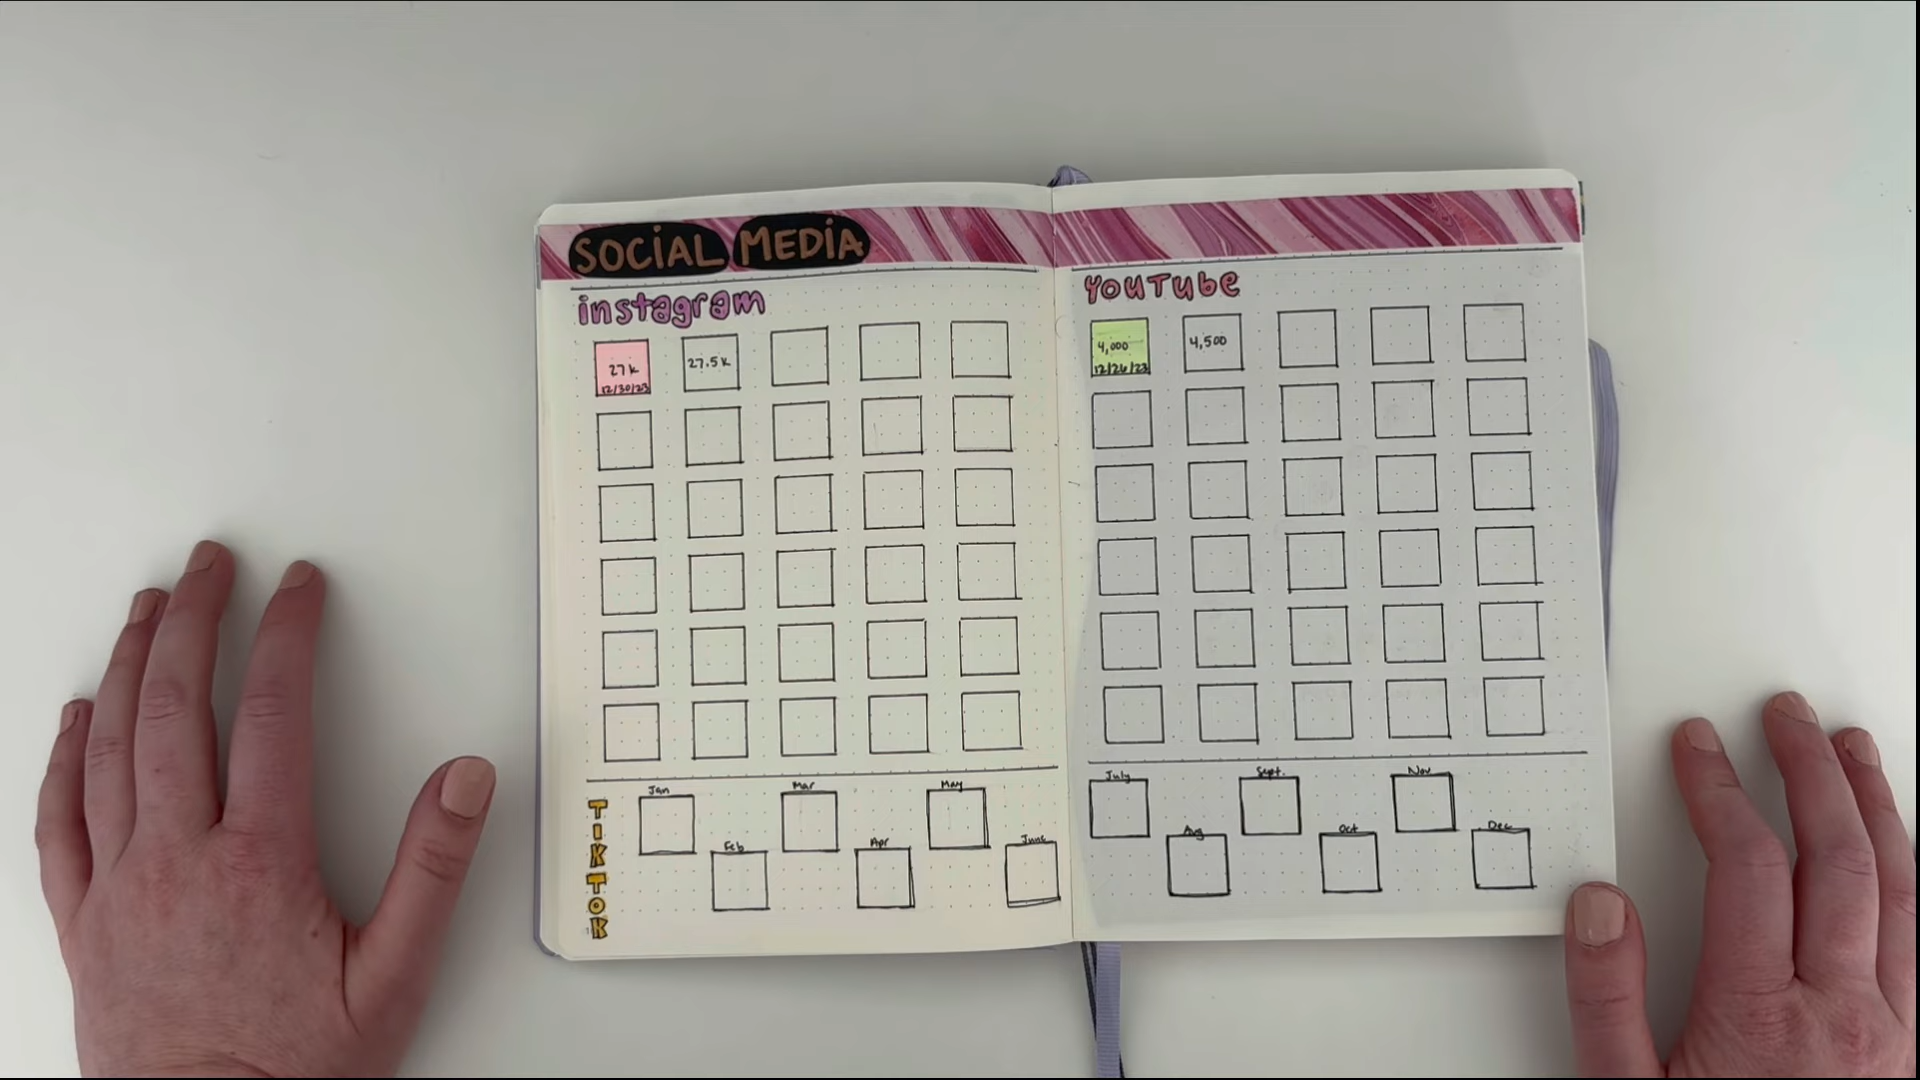 SOCIAL MEDIA
instagram
27k
12/30/23
27.5k
YouTube
4,000
12/26/23
4,500
TIKTOK
Jan
Feb
Mar
Apr
May
June
July
Aug
Sept.
Oct
Nov
Dec